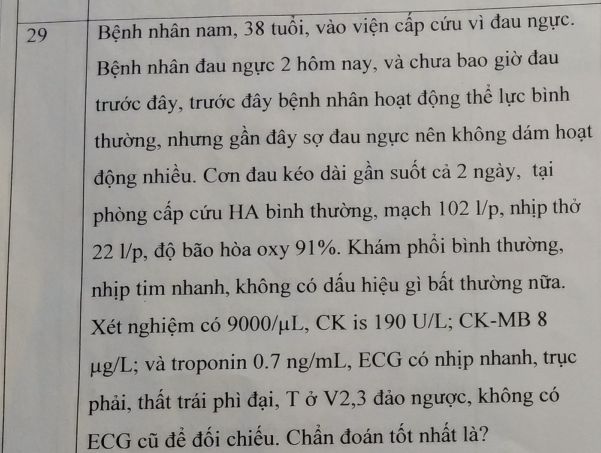 29
Bệnh nhân nam, 38 tuổi, vào viện cấp cứu vì đau ngực.
Bệnh nhân đau ngực 2 hôm nay, và chưa bao giờ đau
trước đây, trước đây bệnh nhân hoạt động thể lực bình
thường, nhưng gần đây sợ đau ngực nên không dám hoạt
động nhiều. Cơn đau kéo dài gần suốt cả 2 ngày, tại
phòng cấp cứu HA bình thường, mạch 102 l/p, nhịp thở
22 l/p, độ bão hòa oxy 91%. Khám phổi bình thường,
nhịp tim nhanh, không có dấu hiệu gì bất thường nữa.
Xét nghiệm có 9000/µL, CK is 190 U/L; CK-MB 8
µg/L; và troponin 0.7 ng/mL, ECG có nhịp nhanh, trục
phải, thất trái phì đại, T ở V2,3 đảo ngược, không có
ECG cũ để đối chiếu. Chẩn đoán tốt nhất là?